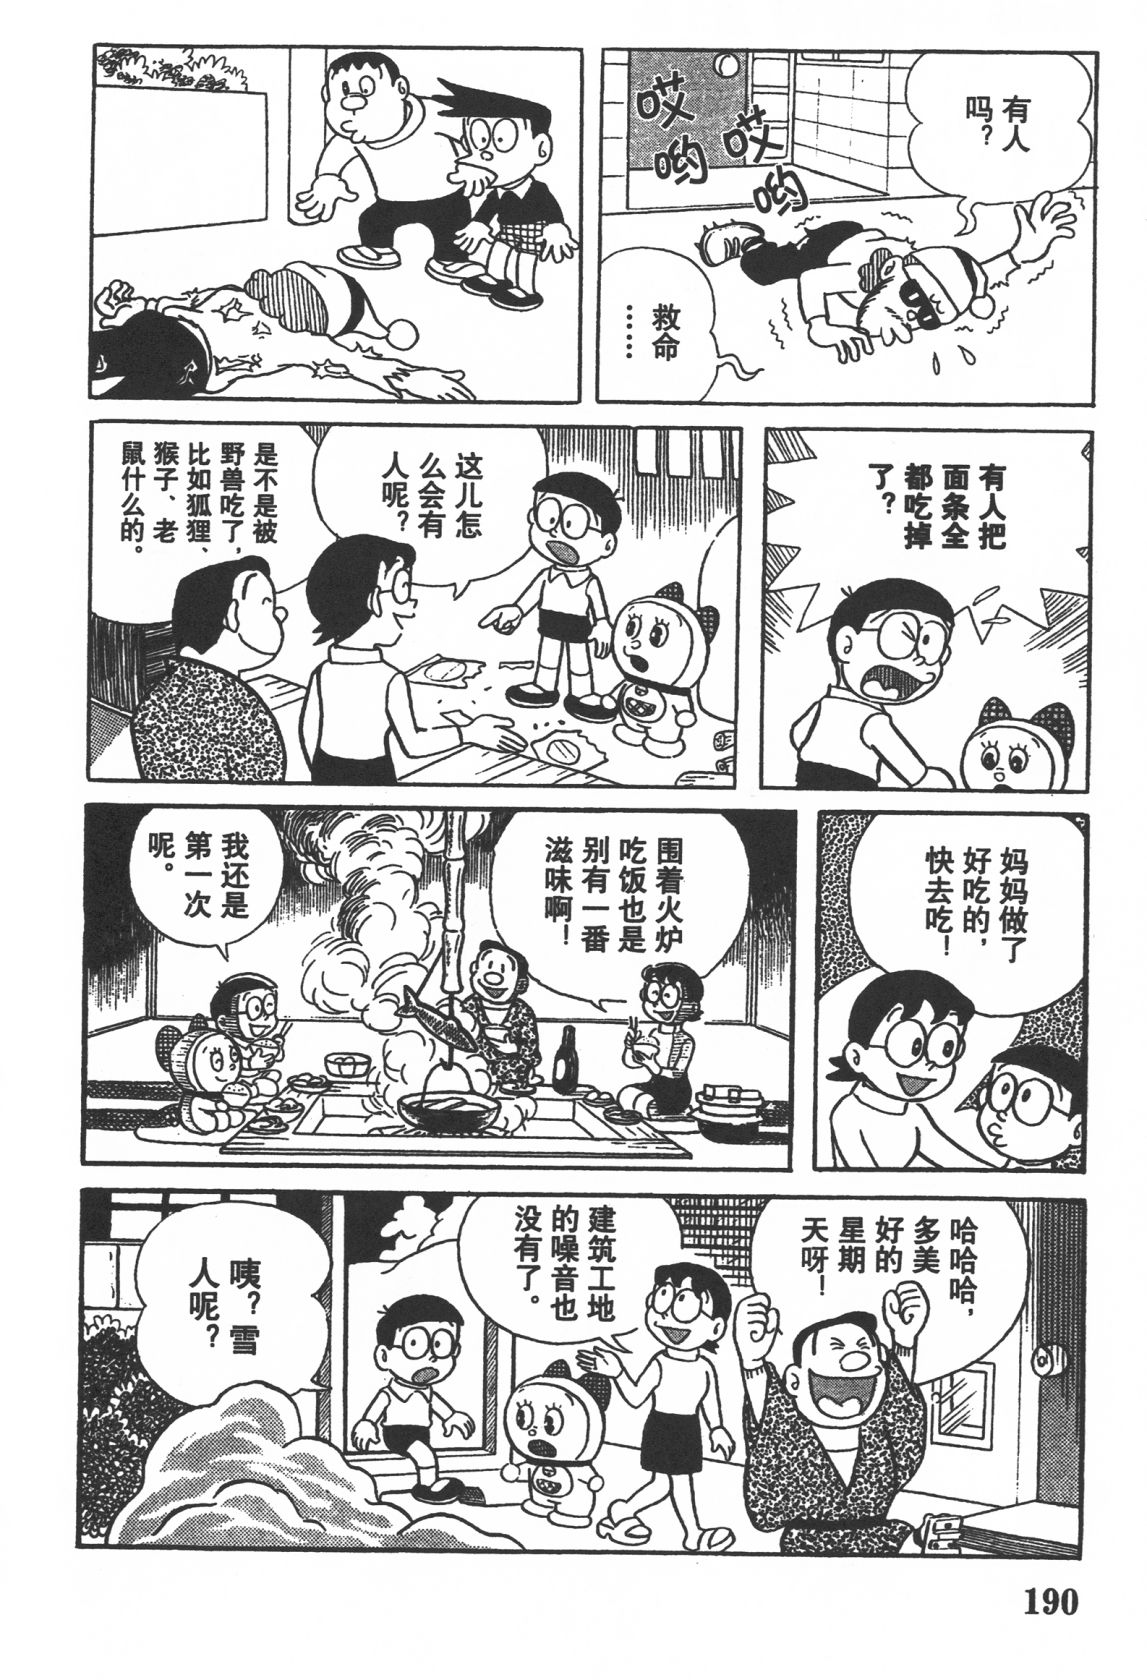 有人
吗？
哎
哟
哎
哟
救命
……
有人把
面条全
都吃掉
了？
这儿怎
么会有
人呢？
是不是被
野兽吃了，
比如狐狸、
猴子、老
鼠什么的。
妈妈做了
好吃的，
快去吃！
围着火炉
吃饭也是
别有一番
滋味啊！
我还是
第一次
呢。
哈哈哈，
多美
好的
星期
天呀！
建筑工地
的噪音也
没有了。
咦？雪
人呢？
190